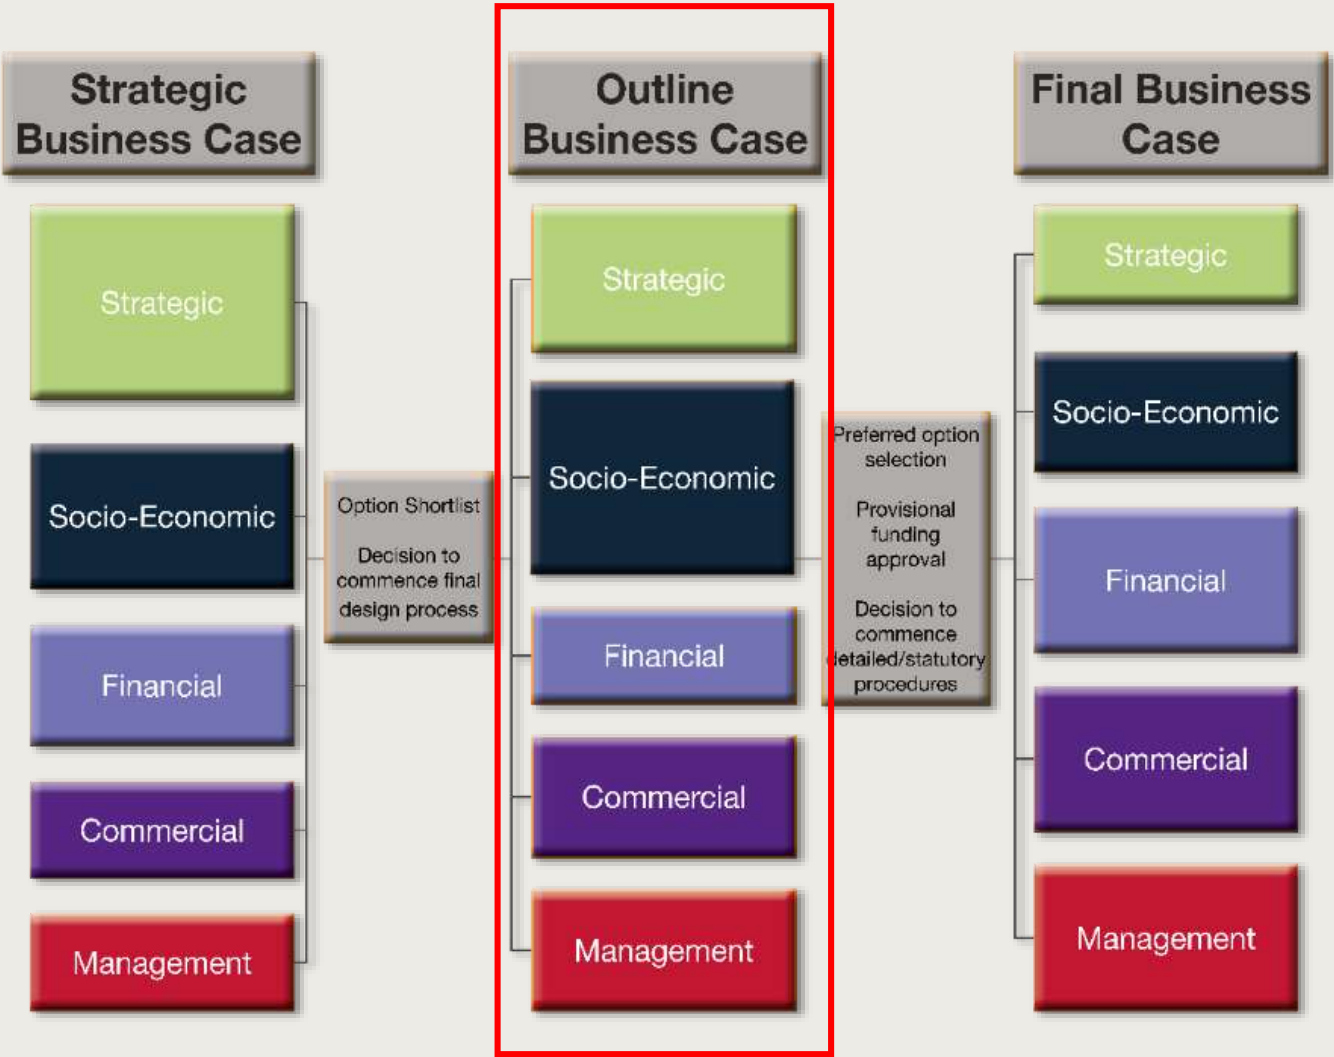 Strategic
Business Case
Strategic
Socio-Economic
Financial
Commercial
Management
Option Shortlist
Decision to
commence final
design process
Outline
Business Case
Strategic
Socio-Economic
Financial
Commercial
Management
Preferred option
selection
Provisional
funding
approval
Decision to
commence
detailed/statutory
procedures
Final Business
Case
Strategic
Socio-Economic
Financial
Commercial
Management